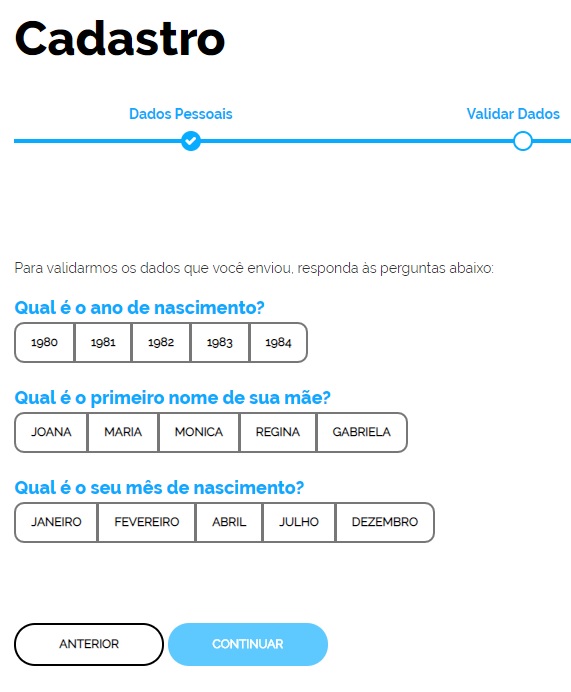 Cadastro
Dados Pessoais Validar Dados
Para validarmos os dados que você enviou, responda às perguntas abaixo:
Qual é o ano de nascimento?
1980 1981 1982 1983 1984
Qual é o primeiro nome de sua mãe?
JOANA MARIA MONICA REGINA GABRIELA
Qual é o seu mês de nascimento?
JANEIRO FEVEREIRO ABRIL JULHO DEZEMBRO
ANTERIOR CONTINUAR